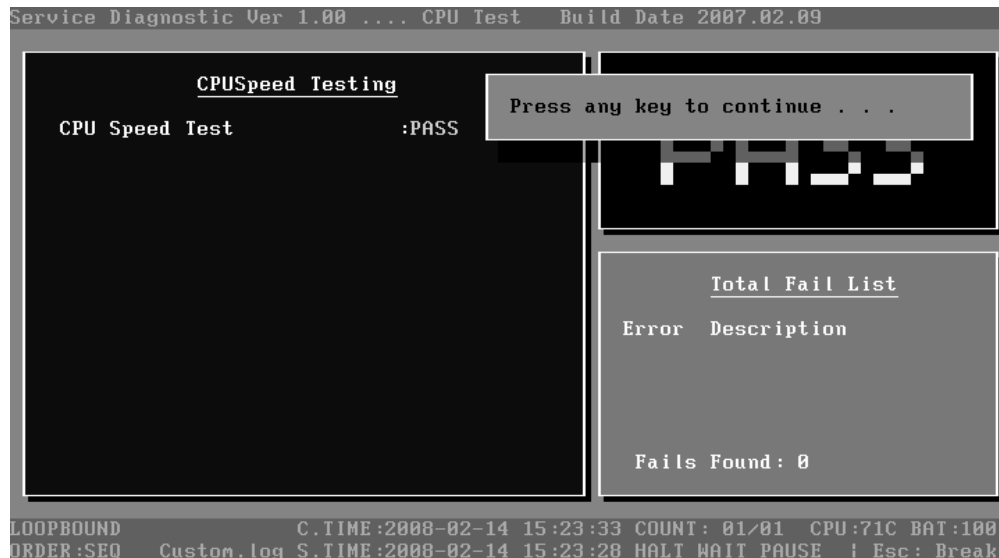 Service Diagnostic Ver 1.00 .... CPU Test Build Date 2007.02.09
CPUSpeed Testing
CPU Speed Test :PASS
Press any key to continue . . .
PASS
Total Fail List
Error Description
Fails Found: 0
LOOPBOUND C.TIME:2008-02-14 15:23:33 COUNT: 01/01 CPU:71C BAT:100
ORDER:SEQ Custom.log S.TIME:2008-02-14 15:23:28 HALT WAIT PAUSE | Esc: Break